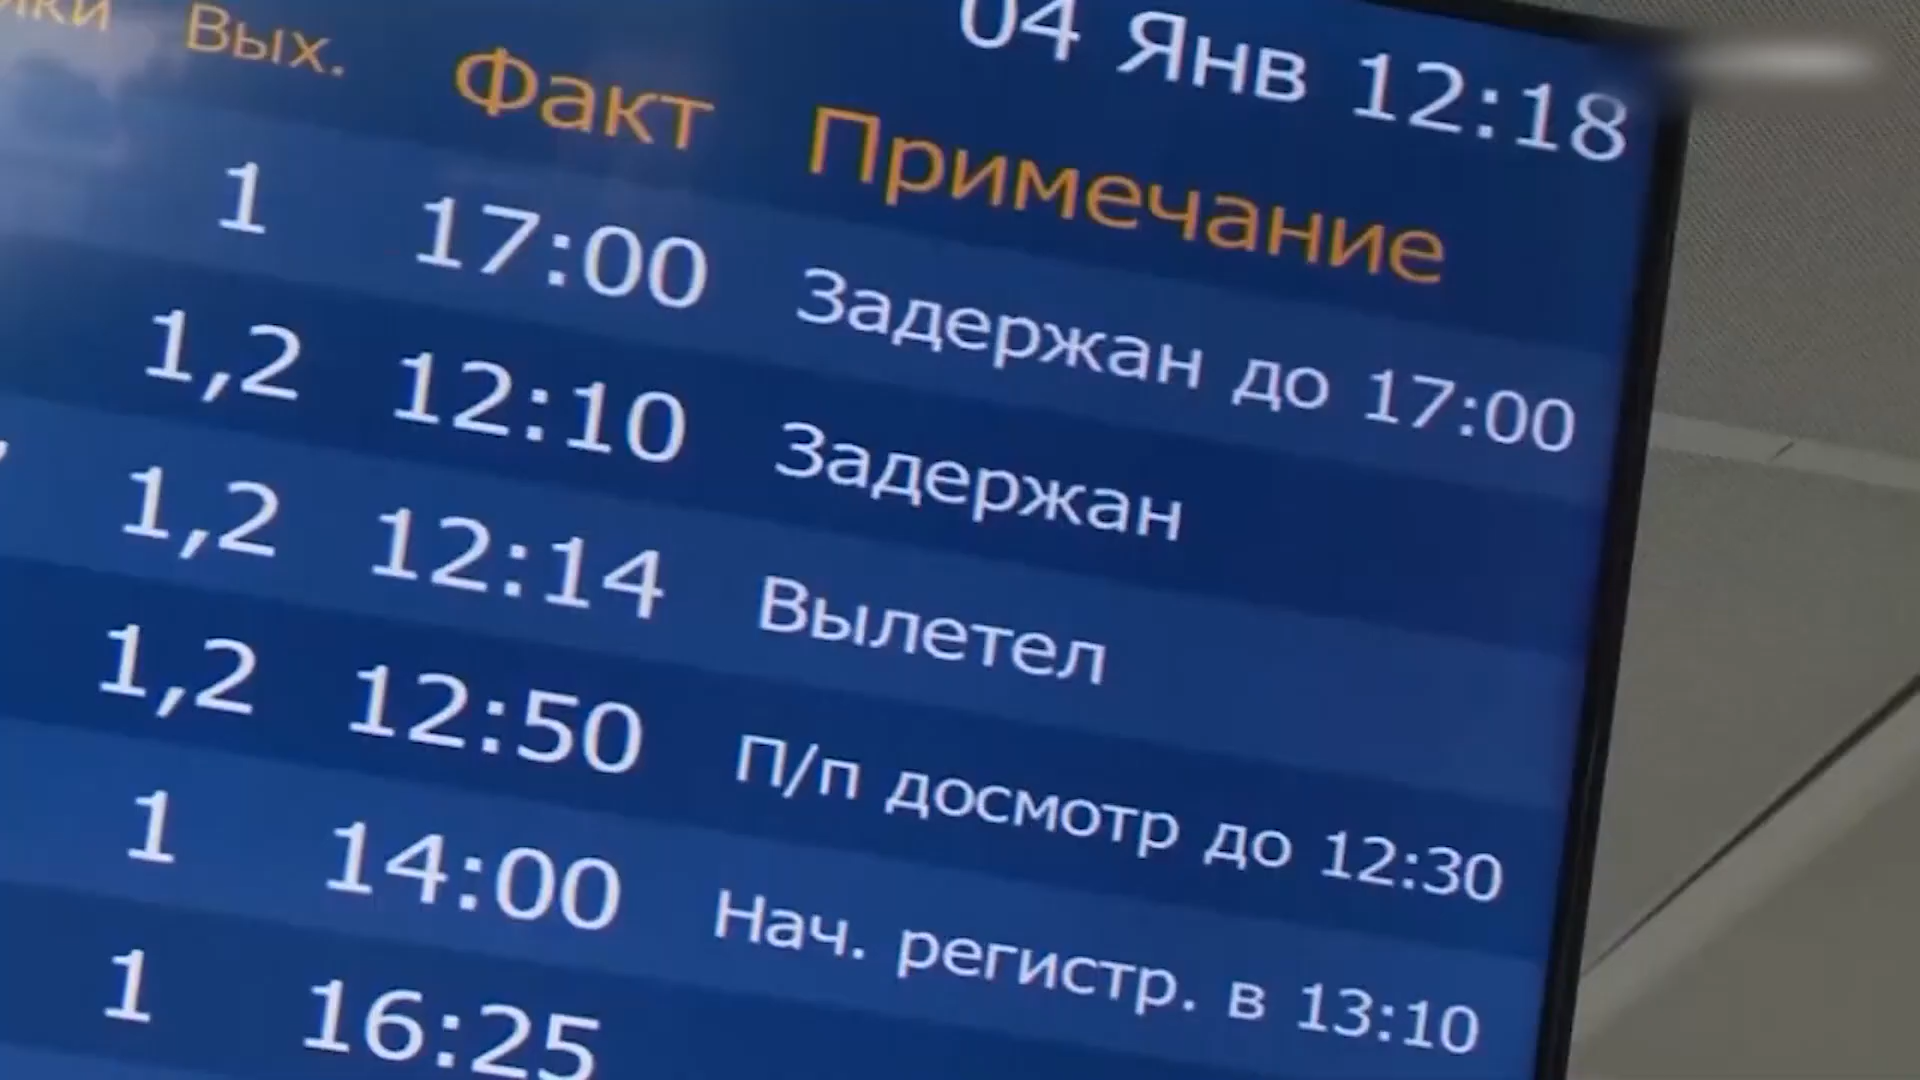 04 Янв 12:18
Вых. Факт Примечание
1 17:00 Задержан до 17:00
1,2 12:10 Задержан
1,2 12:14 Вылетел
1,2 12:50 П/п досмотр до 12:30
1 14:00 Нач. регистр. в 13:10
1 16:25